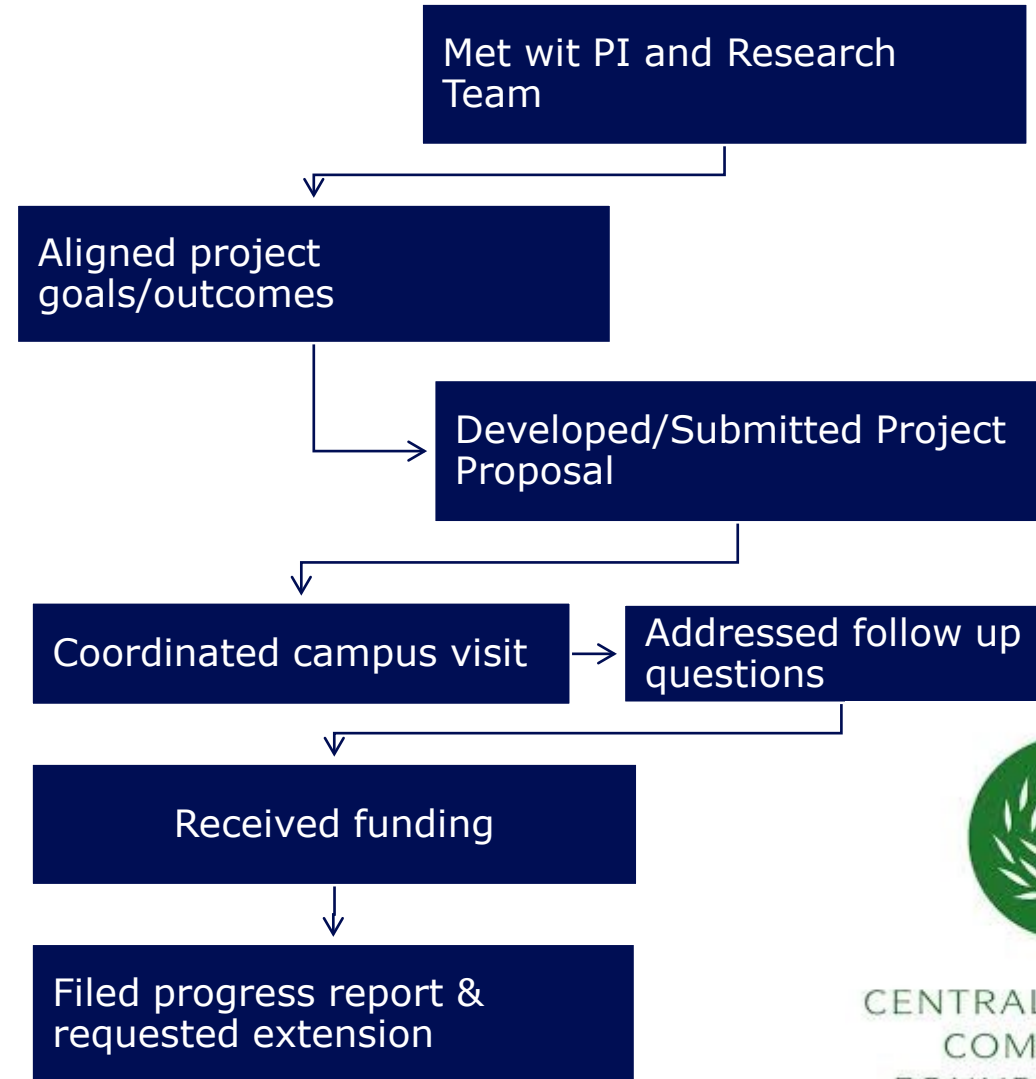 Met wit PI and Research
Team
Aligned project
goals/outcomes
Developed/Submitted Project
Proposal
Coordinated campus visit
Addressed follow up
questions
Received funding
Filed progress report &
requested extension
CENTRAL